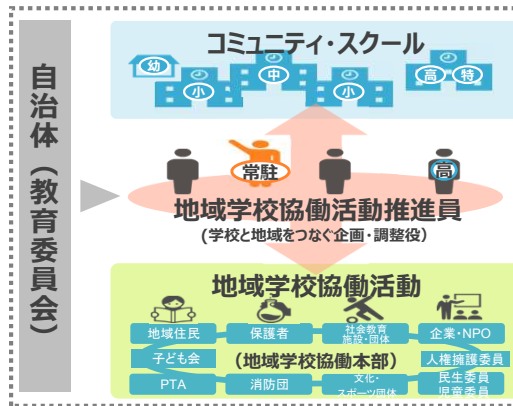 自治体（教育委員会）
コミュニティ・スクール
幼
小
中
小
高
特
常駐
高
地域学校協働活動推進員
(学校と地域をつなぐ企画・調整役)
地域学校協働活動
地域住民
保護者
社会教育
施設・団体
企業・NPO
子ども会
(地域学校協働本部)
人権擁護委員
PTA
消防団
文化・
スポーツ団体
民生委員
児童委員